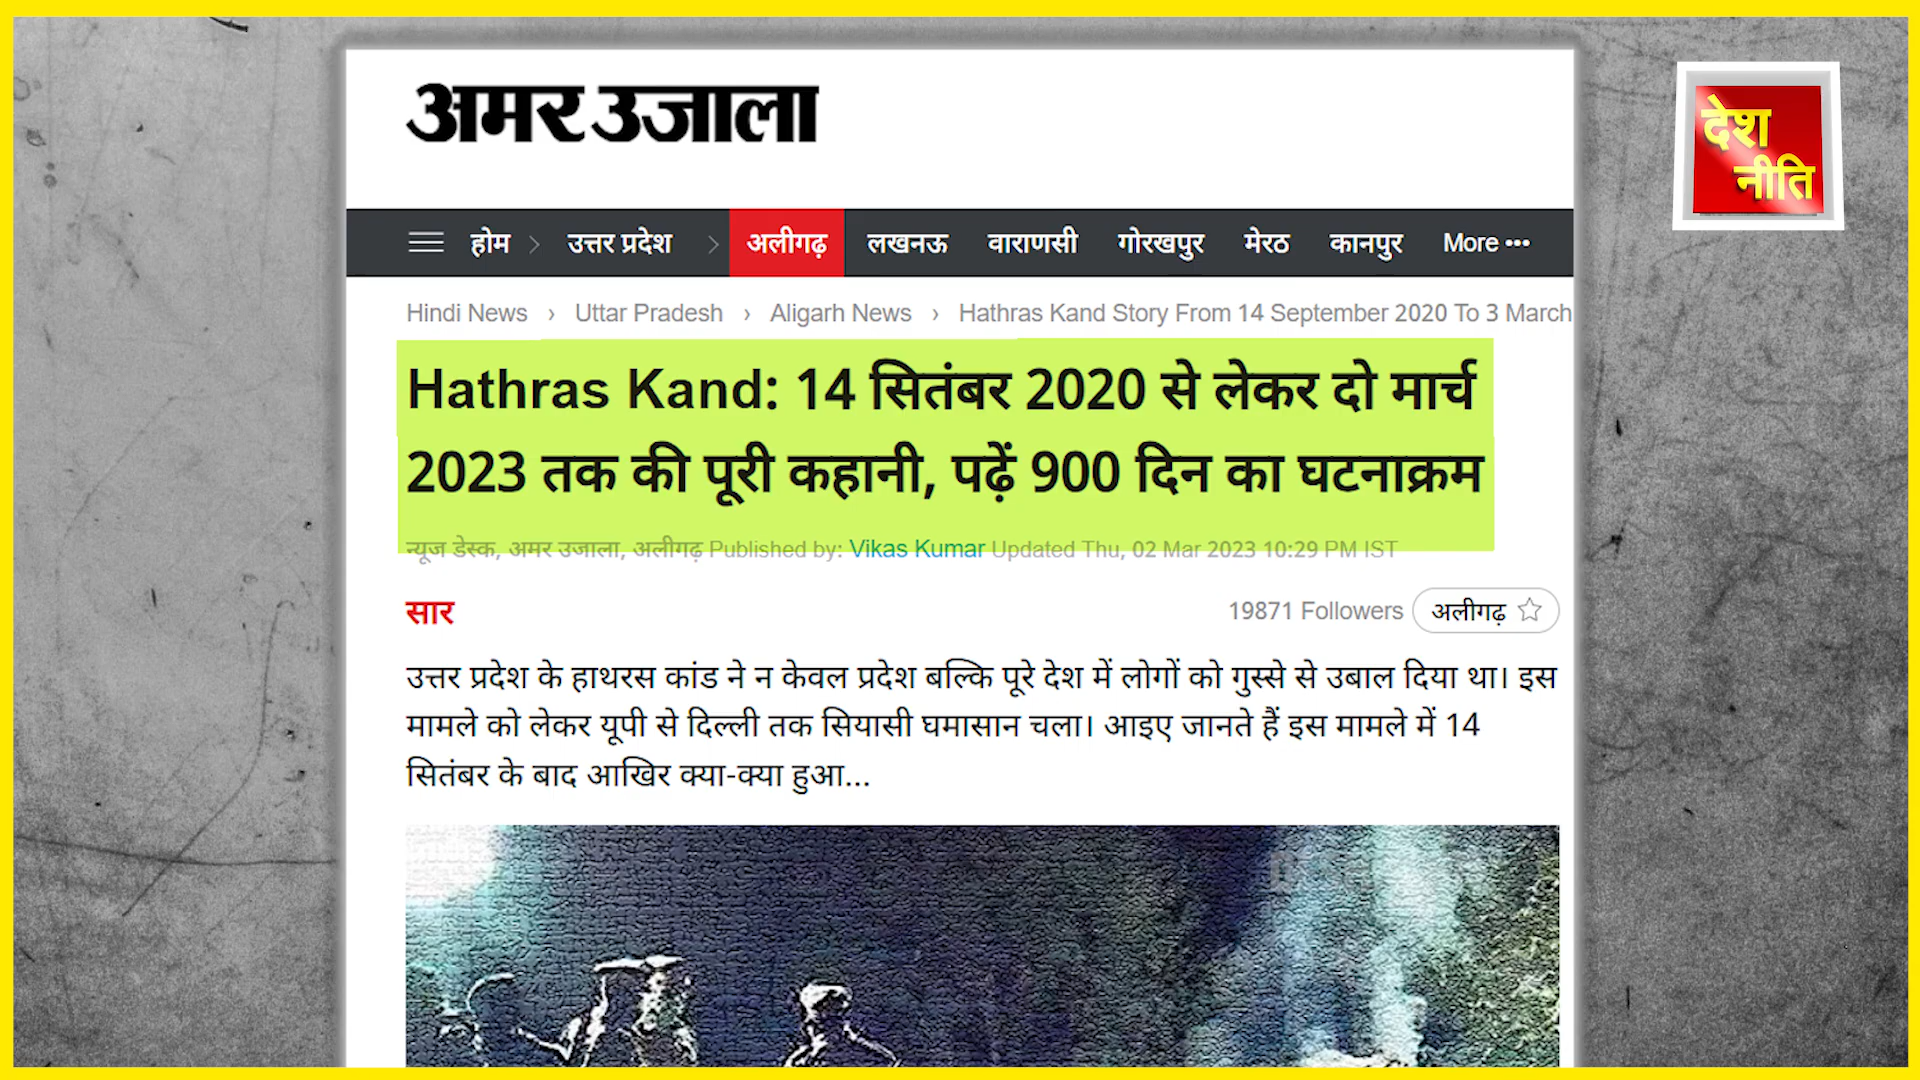 अमर उजाला
देश
नीति
होम > उत्तर प्रदेश > अलीगढ़ लखनऊ वाराणसी गोरखपुर मेरठ कानपुर More •••
Hindi News › Uttar Pradesh › Aligarh News › Hathras Kand Story From 14 September 2020 To 3 March
Hathras Kand: 14 सितंबर 2020 से लेकर दो मार्च
2023 तक की पूरी कहानी, पढ़ें 900 दिन का घटनाक्रम
न्यूज डेस्क, अमर उजाला, अलीगढ़ Published by: Vikas Kumar Updated Thu, 02 Mar 2023 10:29 PM IST
सार
19871 Followers अलीगढ़
उत्तर प्रदेश के हाथरस कांड ने न केवल प्रदेश बल्कि पूरे देश में लोगों को गुस्से से उबाल दिया था। इस
मामले को लेकर यूपी से दिल्ली तक सियासी घमासान चला। आइए जानते हैं इस मामले में 14
सितंबर के बाद आखिर क्या-क्या हुआ...